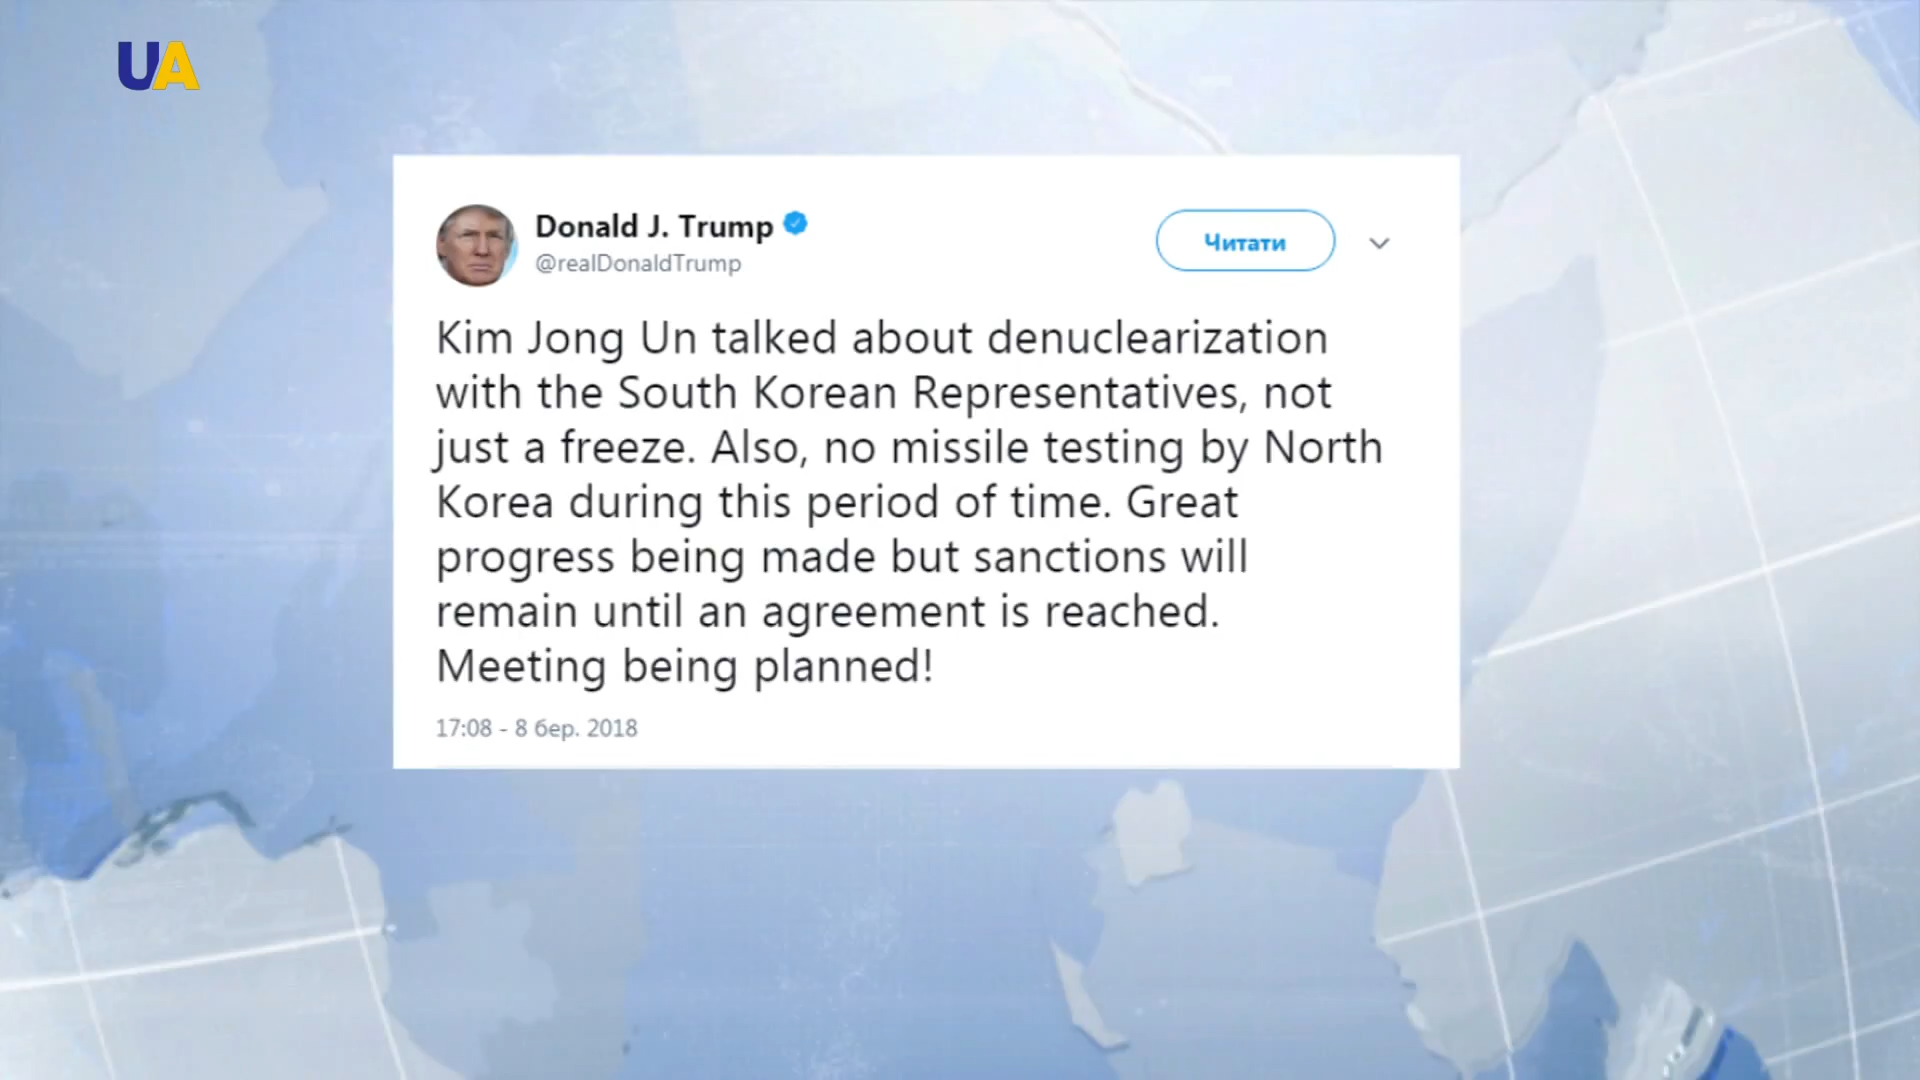 UA
Donald J. Trump
@realDonaldTrump
Читати
Kim Jong Un talked about denuclearization
with the South Korean Representatives, not
just a freeze. Also, no missile testing by North
Korea during this period of time. Great
progress being made but sanctions will
remain until an agreement is reached.
Meeting being planned!
17:08 - 8 бер. 2018